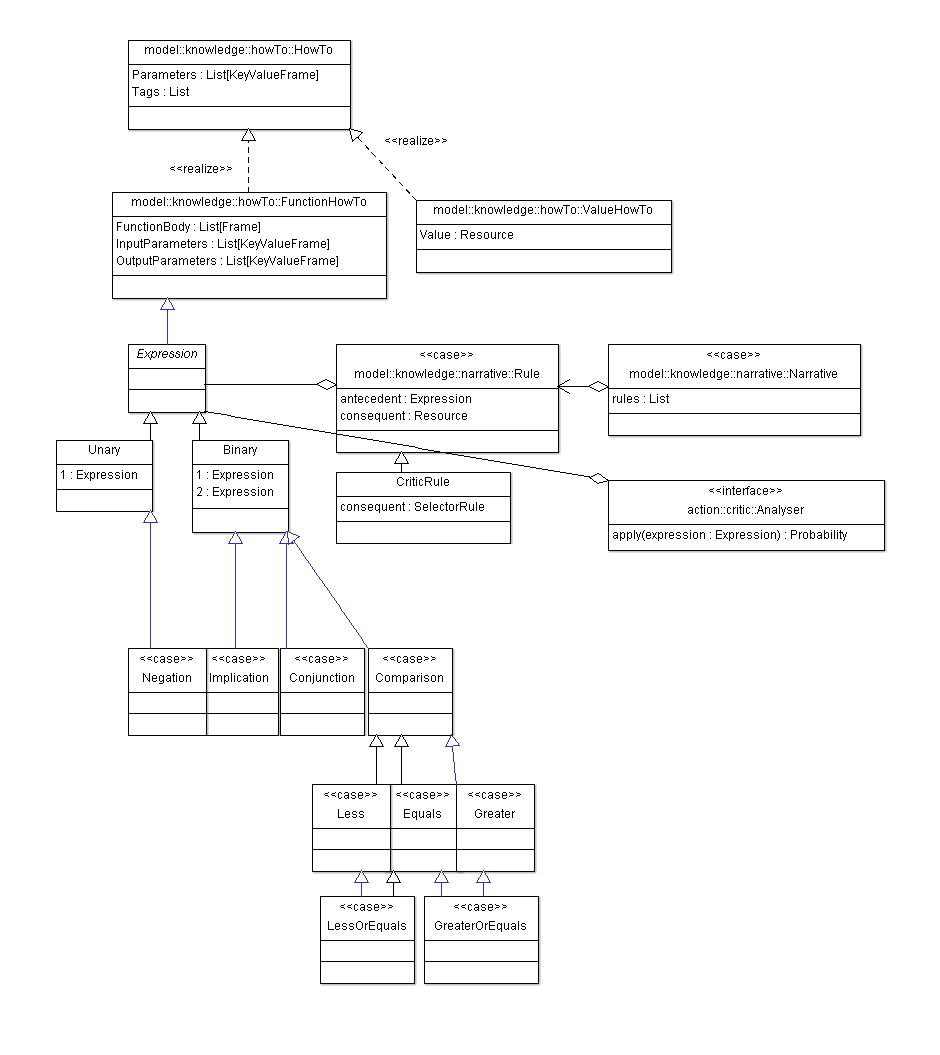 model::knowledge::howTo::HowTo
Parameters : List[KeyValueFrame]
Tags : List
<<realize>>
<<realize>>
model::knowledge::howTo::FunctionHowTo
FunctionBody : List[Frame]
InputParameters : List[KeyValueFrame]
OutputParameters : List[KeyValueFrame]
model::knowledge::howTo::ValueHowTo
Value : Resource
Expression
<<case>>
model::knowledge::narrative::Rule
antecedent : Expression
consequent : Resource
<<case>>
model::knowledge::narrative::Narrative
rules : List
Unary
1 : Expression
Binary
1 : Expression
2 : Expression
CriticRule
consequent : SelectorRule
<<interface>>
action::critic::Analyser
apply(expression : Expression) : Probability
<<case>>
Negation
<<case>>
Implication
<<case>>
Conjunction
<<case>>
Comparison
<<case>>
Less
<<case>>
Equals
<<case>>
Greater
<<case>>
LessOrEquals
<<case>>
GreaterOrEquals